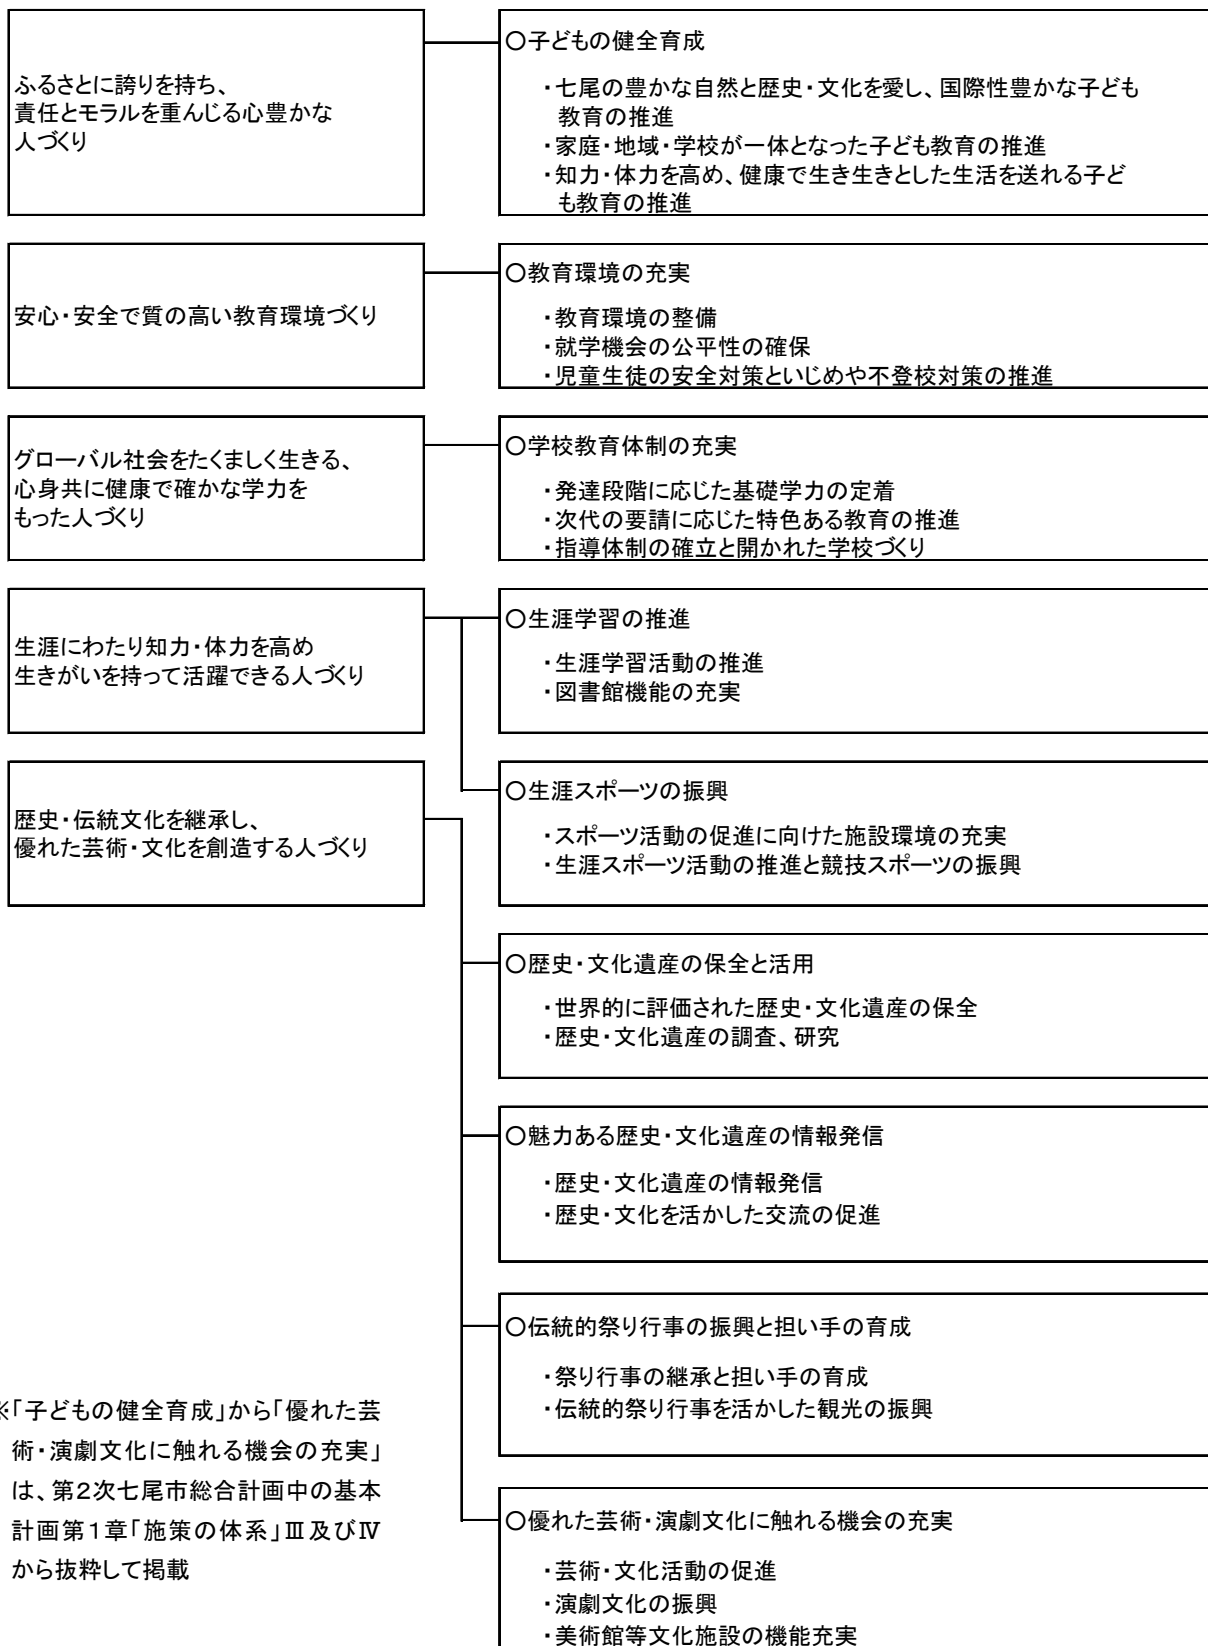 ふるさとに誇りを持ち、
責任とモラルを重んじる心豊かな
人づくり
〇子どもの健全育成
・七尾の豊かな自然と歴史・文化を愛し、国際性豊かな子ども
教育の推進
・家庭・地域・学校が一体となった子ども教育の推進
・知力・体力を高め、健康で生き生きとした生活を送れる子ど
も教育の推進
安心・安全で質の高い教育環境づくり
〇教育環境の充実
・教育環境の整備
・就学機会の公平性の確保
・児童生徒の安全対策といじめや不登校対策の推進
グローバル社会をたくましく生きる、
心身共に健康で確かな学力を
もった人づくり
〇学校教育体制の充実
・発達段階に応じた基礎学力の定着
・次代の要請に応じた特色ある教育の推進
・指導体制の確立と開かれた学校づくり
生涯にわたり知力・体力を高め
生きがいを持って活躍できる人づくり
〇生涯学習の推進
・生涯学習活動の推進
・図書館機能の充実
〇生涯スポーツの振興
・スポーツ活動の促進に向けた施設環境の充実
・生涯スポーツ活動の推進と競技スポーツの振興
歴史・伝統文化を継承し、
優れた芸術・文化を創造する人づくり
〇歴史・文化遺産の保全と活用
・世界的に評価された歴史・文化遺産の保全
・歴史・文化遺産の調査、研究
〇魅力ある歴史・文化遺産の情報発信
・歴史・文化遺産の情報発信
・歴史・文化を活かした交流の促進
〇伝統的祭り行事の振興と担い手の育成
・祭り行事の継承と担い手の育成
・伝統的祭り行事を活かした観光の振興
〇優れた芸術・演劇文化に触れる機会の充実
・芸術・文化活動の促進
・演劇文化の振興
・美術館等文化施設の機能充実
※「子どもの健全育成」から「優れた芸
術・演劇文化に触れる機会の充実」
は、第2次七尾市総合計画中の基本
計画第1章「施策の体系」Ⅲ及びⅣ
から抜粋して掲載